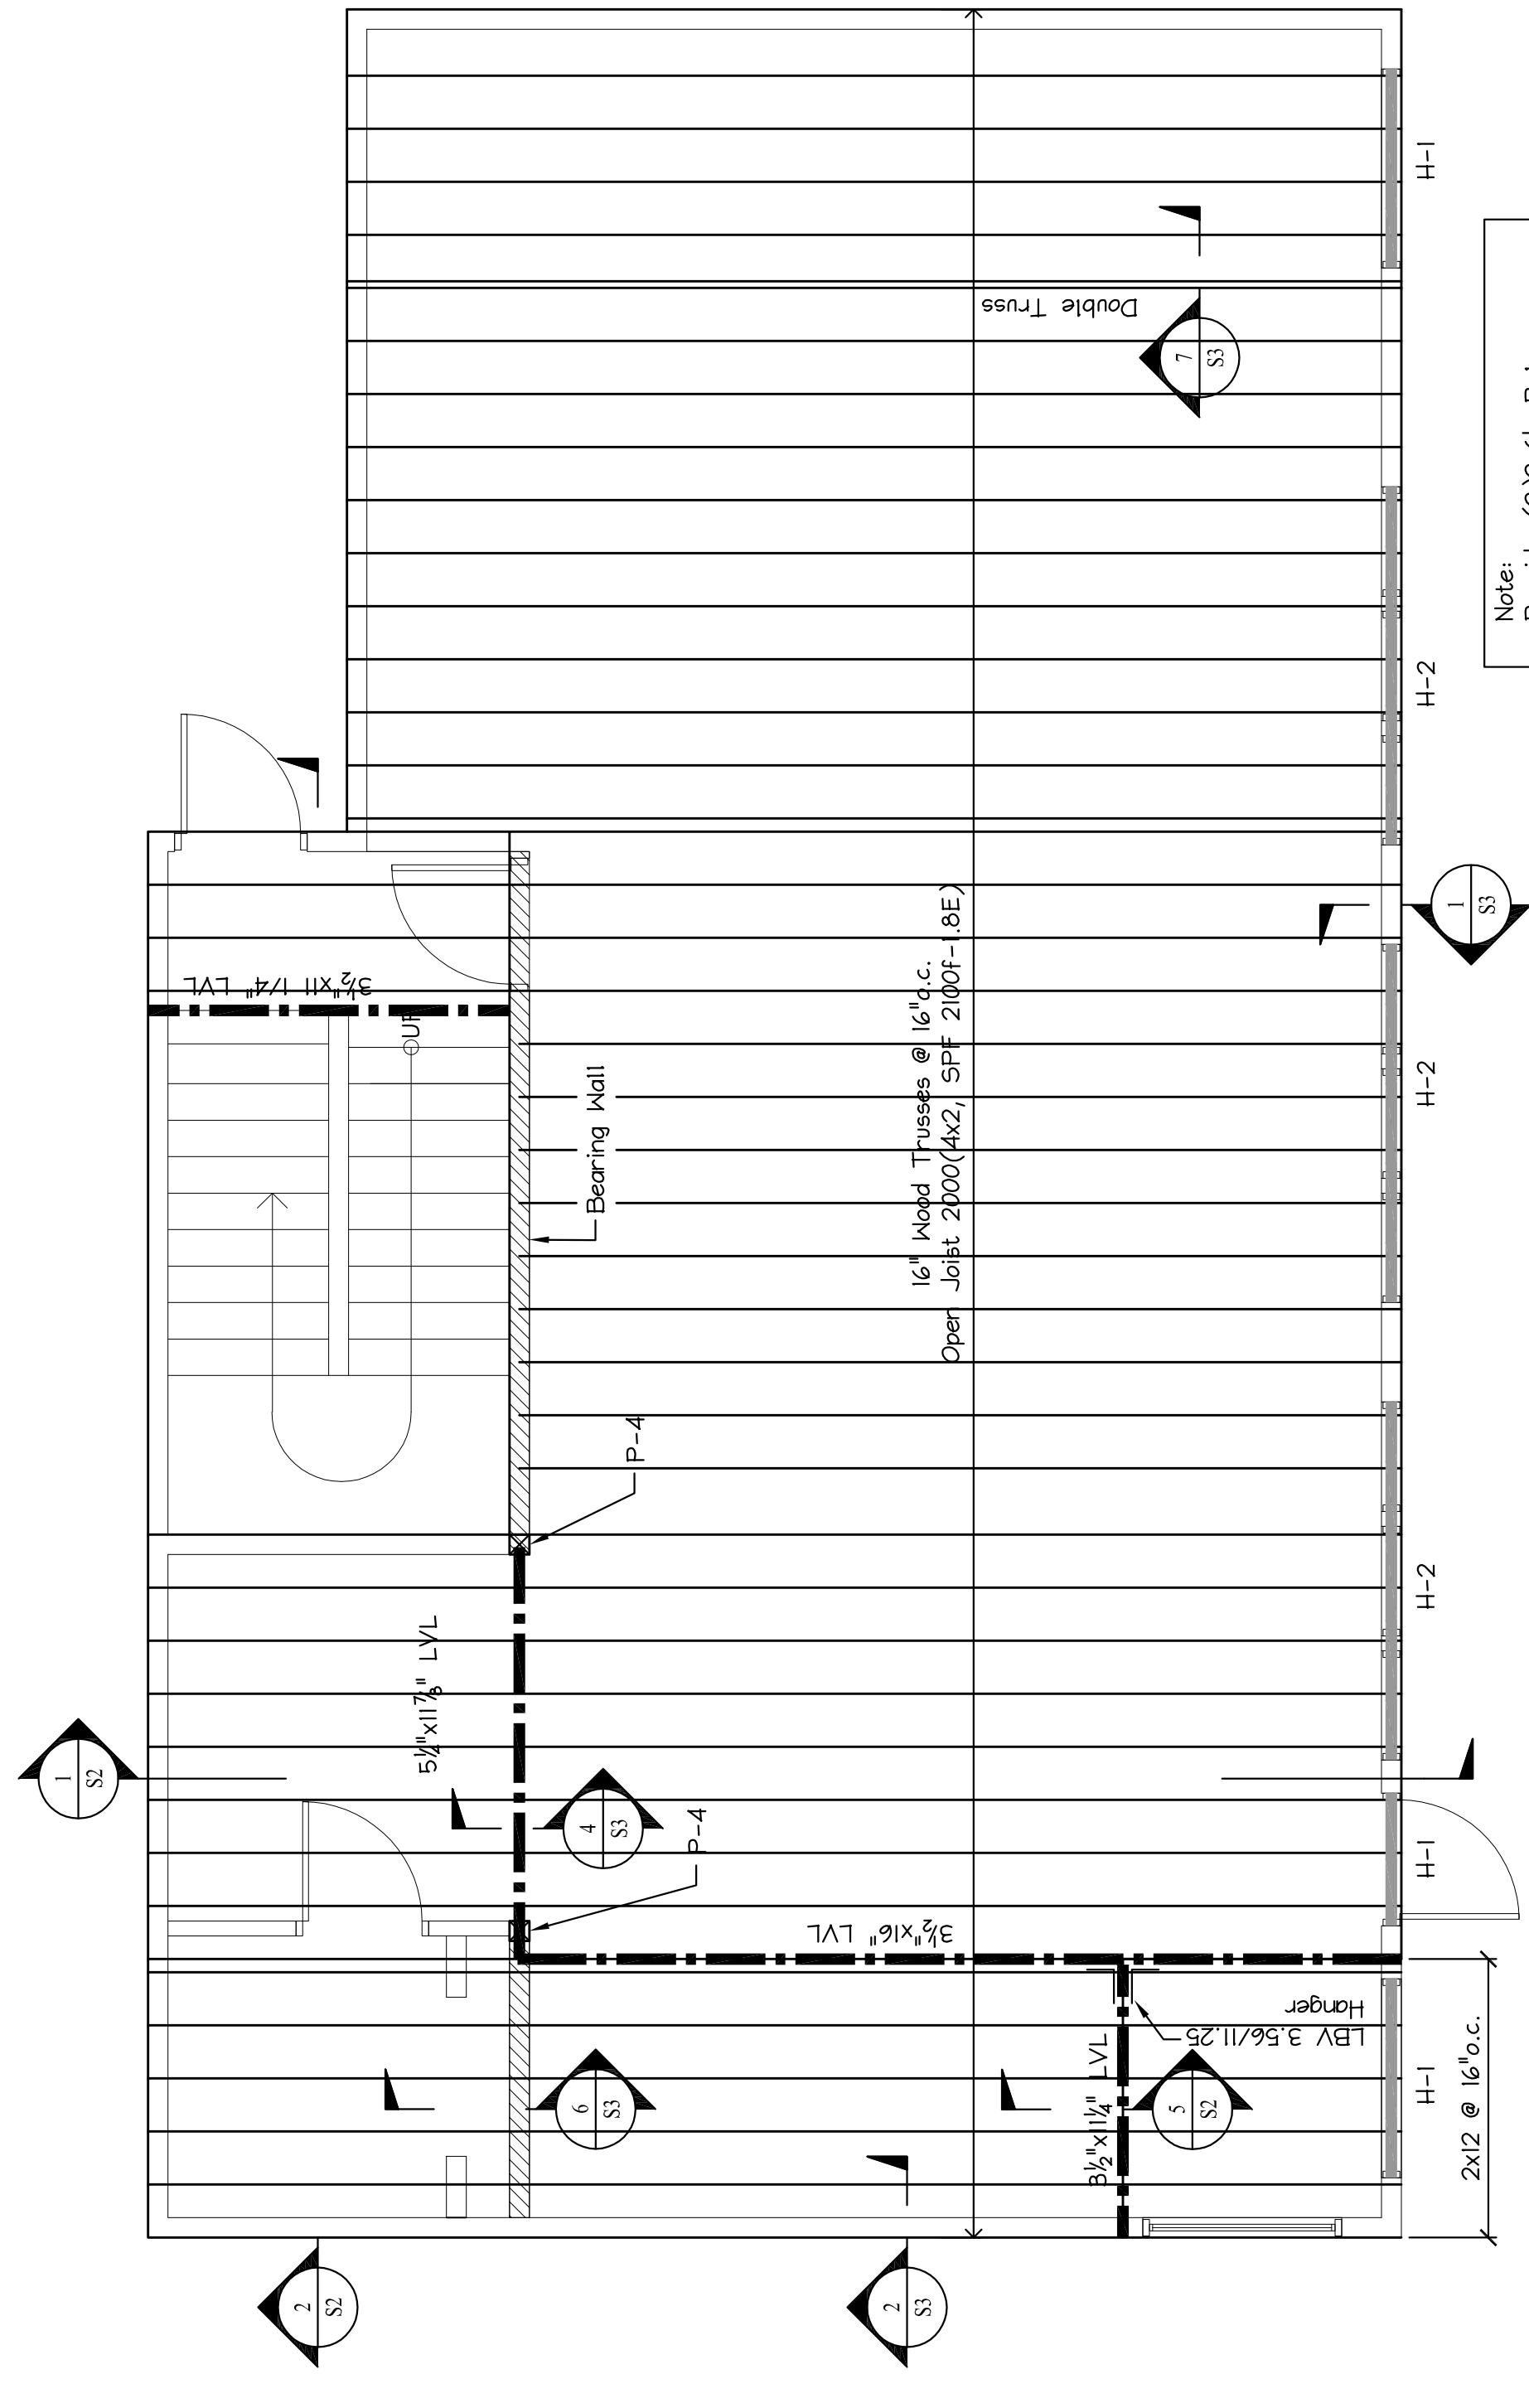 H-1
Double Truss
7
S3
Note:
H-2
1
S3
3½"x11 1/4" LVL
Bearing Wall
16" Wood Trusses @ 16"o.c.
Open Joist 2000(4x2, SPF 2100f-1.8E)
H-2
P-4
5¼"x11⅞" LVL
1
S2
4
S3
P-4
H-2
3½"x16" LVL
H-1
LBV 3.56/11.25
Hanger
6
S3
3½"x11¼" LVL
5
S2
H-1
2x12 @ 16"o.c.
2
S2
2
S3